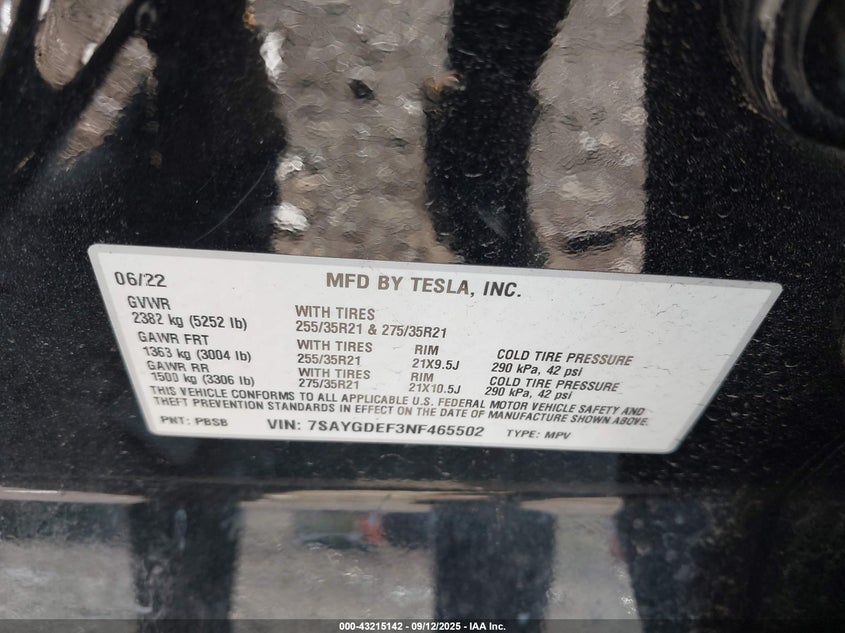 06/22 MFD BY TESLA, INC.
GVWR
2382 kg (5252 lb)
WITH TIRES
255/35R21 & 275/35R21
GAWR FRT
1363 kg (3004 lb)
WITH TIRES
255/35R21
RIM
21X9.5J
COLD TIRE PRESSURE
290 kPa, 42 psi
GAWR RR
1500 kg (3306 lb)
WITH TIRES
275/35R21
RIM
21X10.5J
COLD TIRE PRESSURE
290 kPa, 42 psi
THIS VEHICLE CONFORMS TO ALL APPLICABLE U.S. FEDERAL MOTOR VEHICLE SAFETY AND
THEFT PREVENTION STANDARDS IN EFFECT ON THE DATE OF MANUFACTURE SHOWN ABOVE.
PNT: PBSB VIN: 7SAYGDEF3NF465502 TYPE: MPV
000-43215142 - 09/12/2025 - IAA Inc.